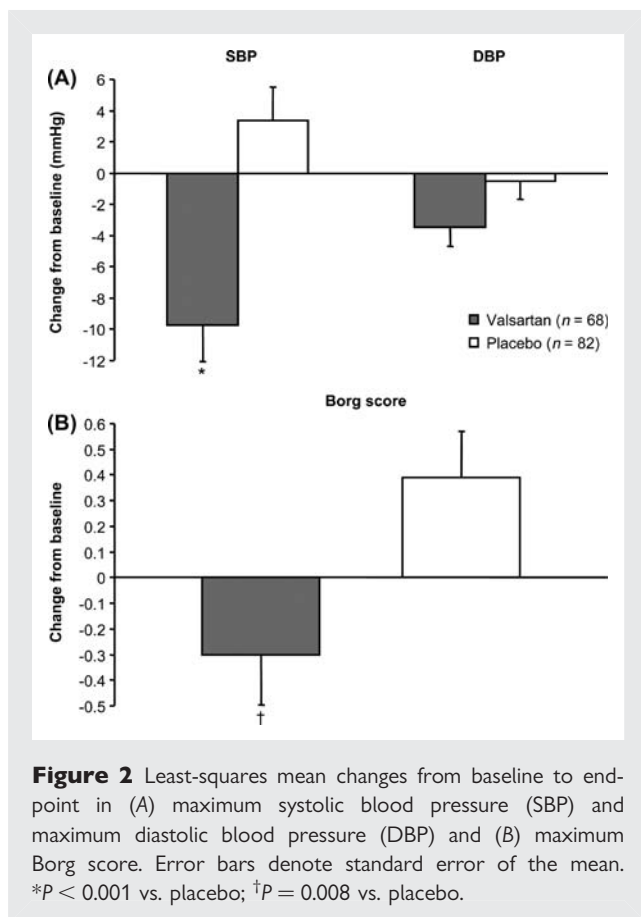 SBP DBP
(A)
Change from baseline (mmHg)
6
4
2
0
-2
-4
-6
-8
-10
-12
*
Valsartan (n = 68)
Placebo (n = 82)
Borg score
(B)
Change from baseline
0.6
0.5
0.4
0.3
0.2
0.1
0
-0.1
-0.2
-0.3
-0.4
-0.5
†
Figure 2 Least-squares mean changes from baseline to end-
point in (A) maximum systolic blood pressure (SBP) and
maximum diastolic blood pressure (DBP) and (B) maximum
Borg score. Error bars denote standard error of the mean.
*P < 0.001 vs. placebo; †P = 0.008 vs. placebo.